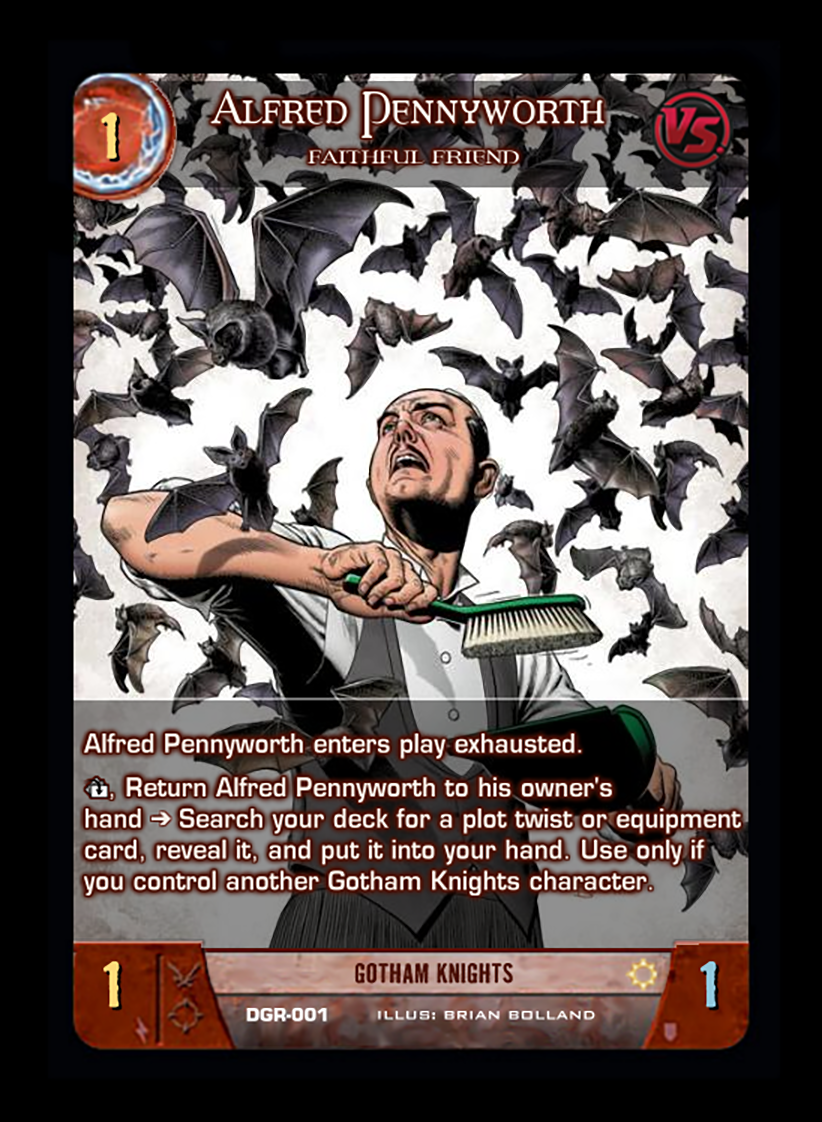 1
ALFRED PENNYWORTH
VS.
FAITHFUL FRIEND
Alfred Pennyworth enters play exhausted.
, Return Alfred Pennyworth to his owner's
hand → Search your deck for a plot twist or equipment
card, reveal it, and put it into your hand. Use only if
you control another Gotham Knights character.
1
GOTHAM KNIGHTS
1
DGR-001
ILLUS: BRIAN BOLLAND